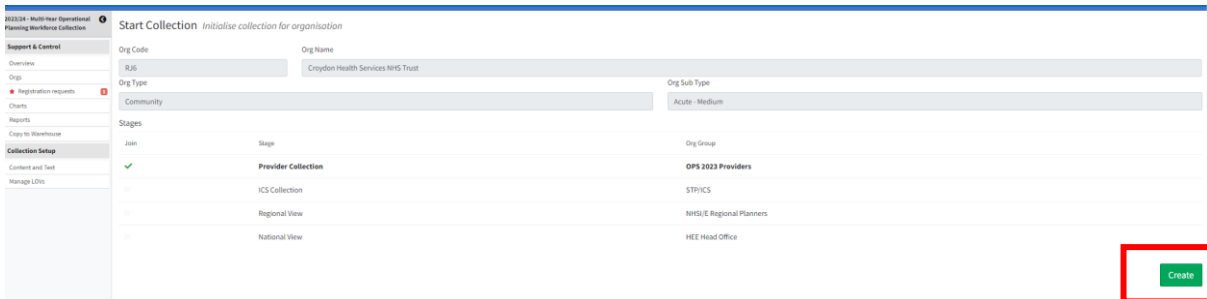 2023/24 - Multi-Year Operational
Planning Workforce Collection
Support & Control
Overview
Orgs
Registration requests
Charts
Reports
Copy to Warehouse
Collection Setup
Content and Text
Manage LOVs
Start Collection Initialise collection for organisation
Org Code Org Name
RJ6 Croydon Health Services NHS Trust
Org Type Org Sub Type
Community Acute - Medium
Stages
Join Stage Org Group
Provider Collection OPS 2023 Providers
ICS Collection STP/ICS
Regional View NHSI/E Regional Planners
National View HEE Head Office
Create